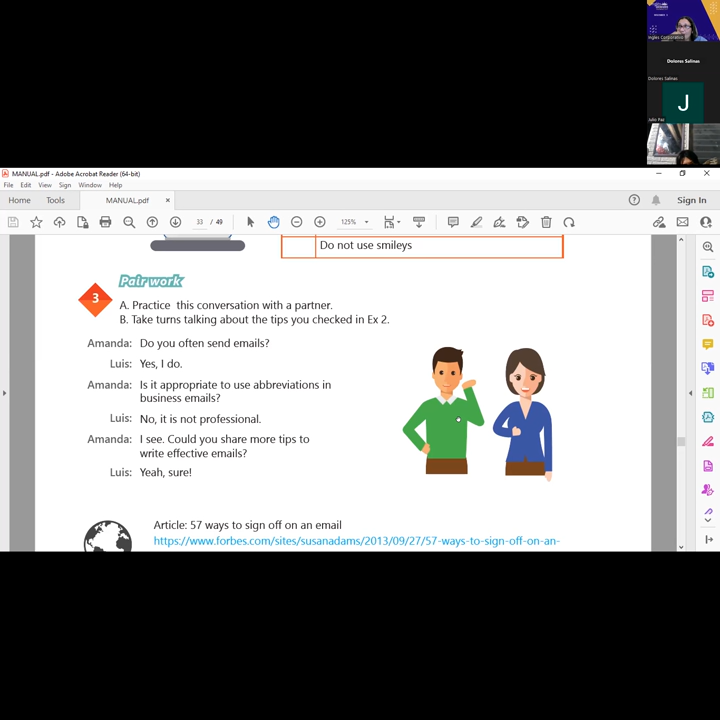 Ingles Corporativo
Dolores Salinas
Dolores Salinas
J
Julio Paz
MANUAL.pdf - Adobe Acrobat Reader (64-bit)
File Edit View Sign Window Help
Home Tools MANUAL.pdf × Sign In
33 / 49 125%
Do not use smileys
3 Pair work
A. Practice this conversation with a partner.
B. Take turns talking about the tips you checked in Ex 2.
Amanda: Do you often send emails?
Luis: Yes, I do.
Amanda: Is it appropriate to use abbreviations in
business emails?
Luis: No, it is not professional.
Amanda: I see. Could you share more tips to
write effective emails?
Luis: Yeah, sure!
Article: 57 ways to sign off on an email
https://www.forbes.com/sites/susanadams/2013/09/27/57-ways-to-sign-off-on-an-